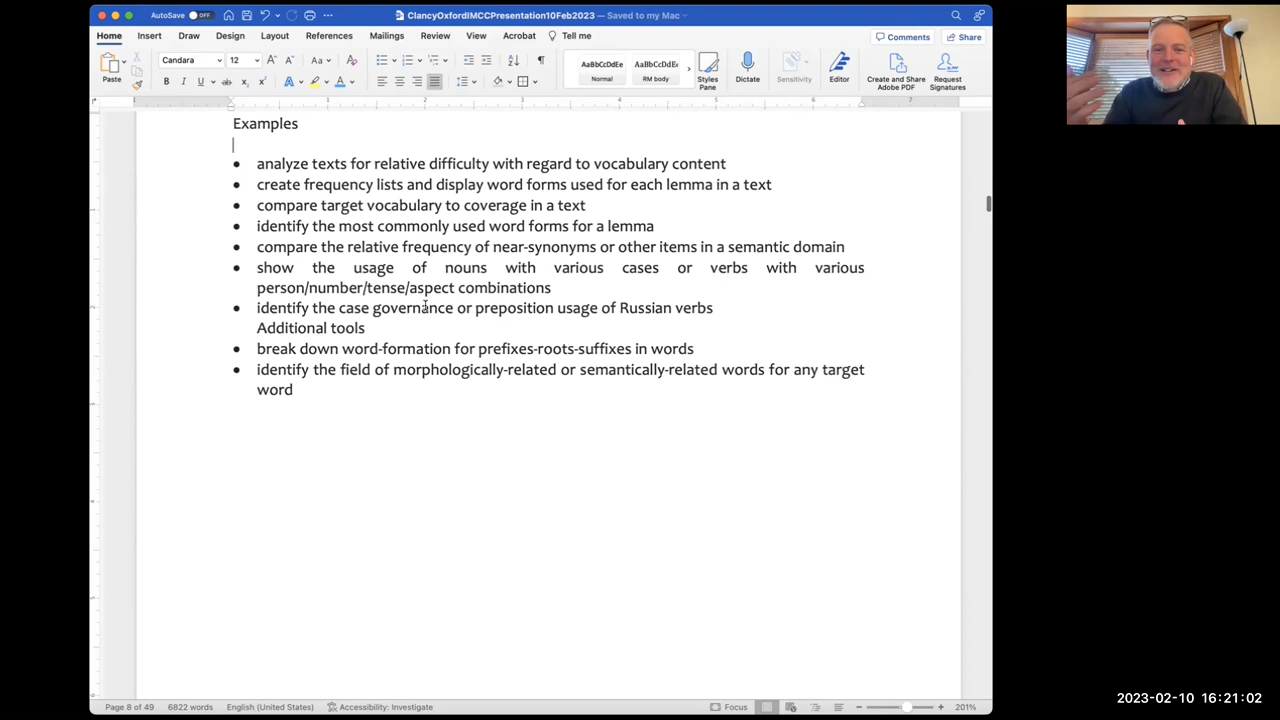 AutoSave OFF ClancyOxfordIMCCPresentation10Feb2023 — Saved to my Mac
Home Insert Draw Design Layout References Mailings Review View Acrobat Tell me Comments Share
Paste Candara 12 Aa AaBbCcDdEe Normal AaBbCcDdEe RM body Styles Pane Dictate Sensitivity Editor Create and Share Adobe PDF Request Signatures
Examples
• analyze texts for relative difficulty with regard to vocabulary content
• create frequency lists and display word forms used for each lemma in a text
• compare target vocabulary to coverage in a text
• identify the most commonly used word forms for a lemma
• compare the relative frequency of near-synonyms or other items in a semantic domain
• show the usage of nouns with various cases or verbs with various
person/number/tense/aspect combinations
• identify the case governance or preposition usage of Russian verbs
Additional tools
• break down word-formation for prefixes-roots-suffixes in words
• identify the field of morphologically-related or semantically-related words for any target
word
Page 8 of 49 6822 words English (United States) Accessibility: Investigate Focus 201%
2023-02-10 16:21:02